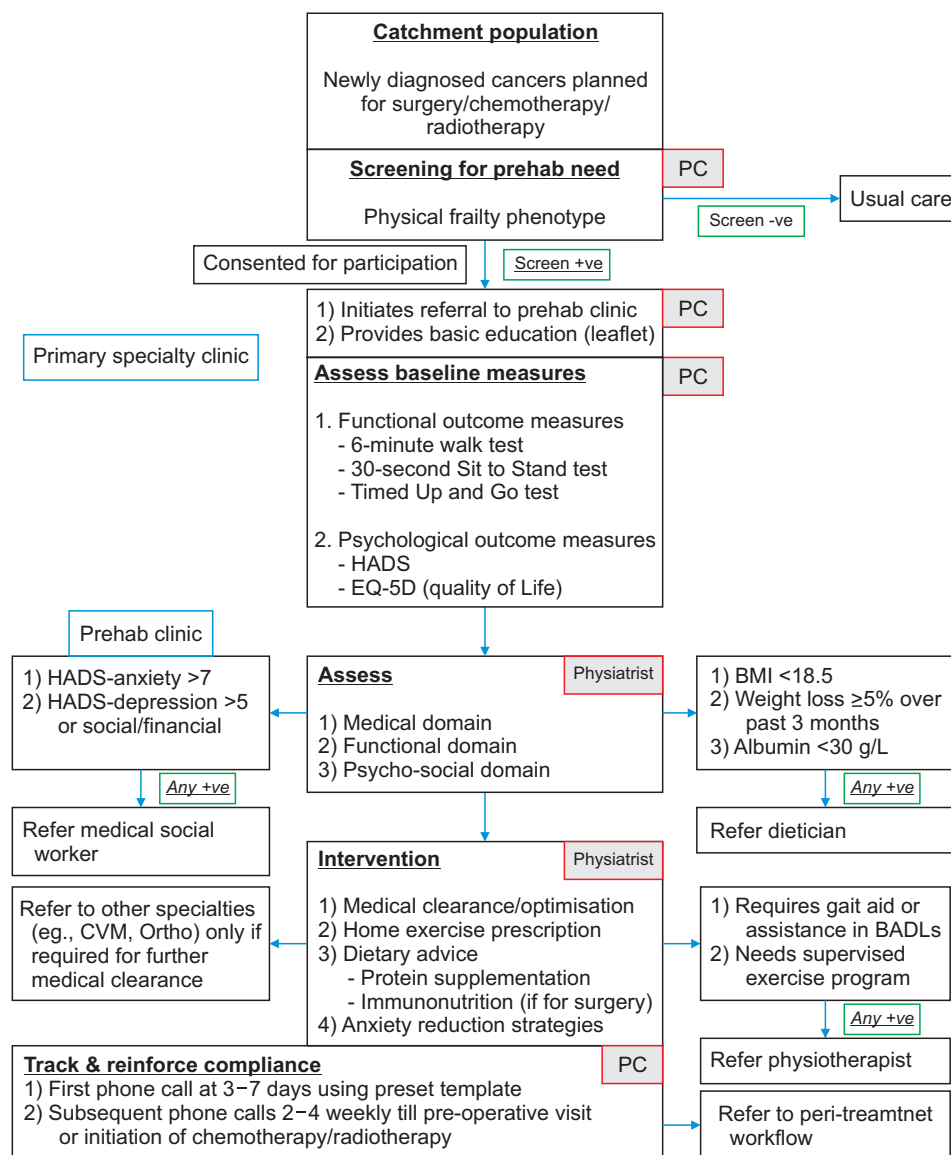 Catchment population
Newly diagnosed cancers planned
for surgery/chemotherapy/
radiotherapy
Screening for prehab need
PC
Physical frailty phenotype
Screen -ve
Usual care
Consented for participation
Screen +ve
1) Initiates referral to prehab clinic
2) Provides basic education (leaflet)
PC
Primary specialty clinic
Assess baseline measures
PC
1. Functional outcome measures
- 6-minute walk test
- 30-second Sit to Stand test
- Timed Up and Go test
2. Psychological outcome measures
- HADS
- EQ-5D (quality of Life)
Prehab clinic
1) HADS-anxiety >7
2) HADS-depression >5
or social/financial
Assess
Physiatrist
1) Medical domain
2) Functional domain
3) Psycho-social domain
1) BMI <18.5
2) Weight loss ≥5% over
past 3 months
3) Albumin <30 g/L
Any +ve
Refer medical social
worker
Any +ve
Refer dietician
Intervention
Physiatrist
1) Medical clearance/optimisation
2) Home exercise prescription
3) Dietary advice
- Protein supplementation
- Immunonutrition (if for surgery)
4) Anxiety reduction strategies
Refer to other specialties
(eg., CVM, Ortho) only if
required for further
medical clearance
1) Requires gait aid or
assistance in BADLs
2) Needs supervised
exercise program
Any +ve
Refer physiotherapist
Track & reinforce compliance
PC
1) First phone call at 3−7 days using preset template
2) Subsequent phone calls 2−4 weekly till pre-operative visit
or initiation of chemotherapy/radiotherapy
Refer to peri-treamtnet
workflow